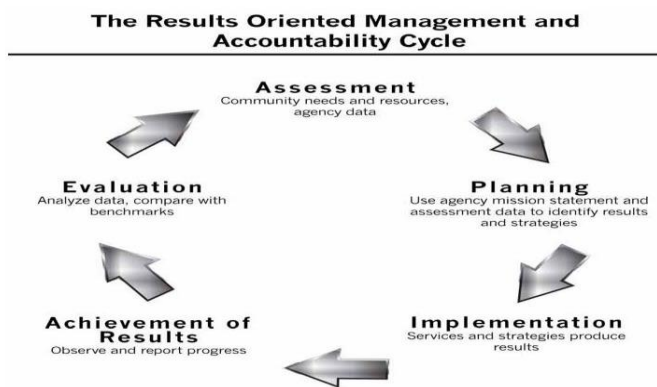 The Results Oriented Management and
Accountability Cycle
Assessment
Community needs and resources,
agency data
Planning
Use agency mission statement and
assessment data to identify results
and strategies
Implementation
Services and strategies produce
results
Achievement of
Results
Observe and report progress
Evaluation
Analyze data, compare with
benchmarks